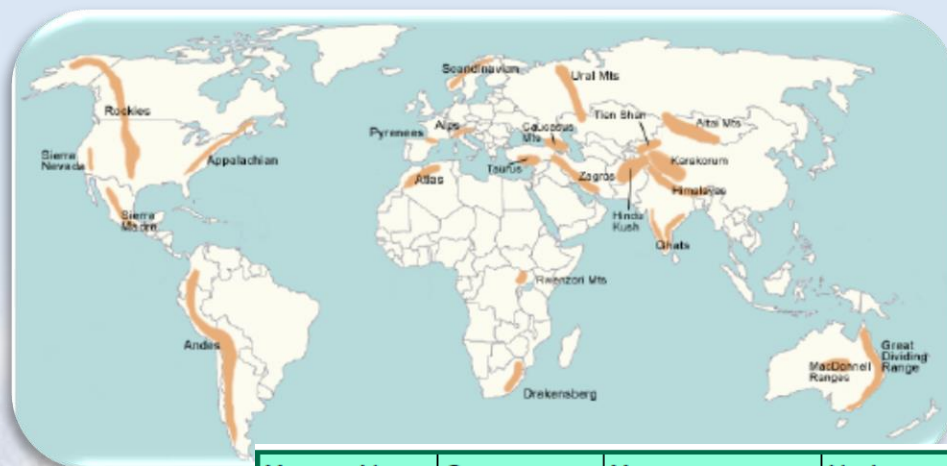 Scandinavian
Ural Mts
Rockies
Tien Shan
Altai Mts
Alps
Caucasus
Mts
Pyrenees
Sierra
Nevada
Appalachian
Karakorum
Taurus
Zagros
Atlas
Himalayas
Sierra
Madre
Hindu
Kush
Ghats
Rwenzori Mts
Andes
Great
Dividing
Range
MacDonnell
Ranges
Drakensberg